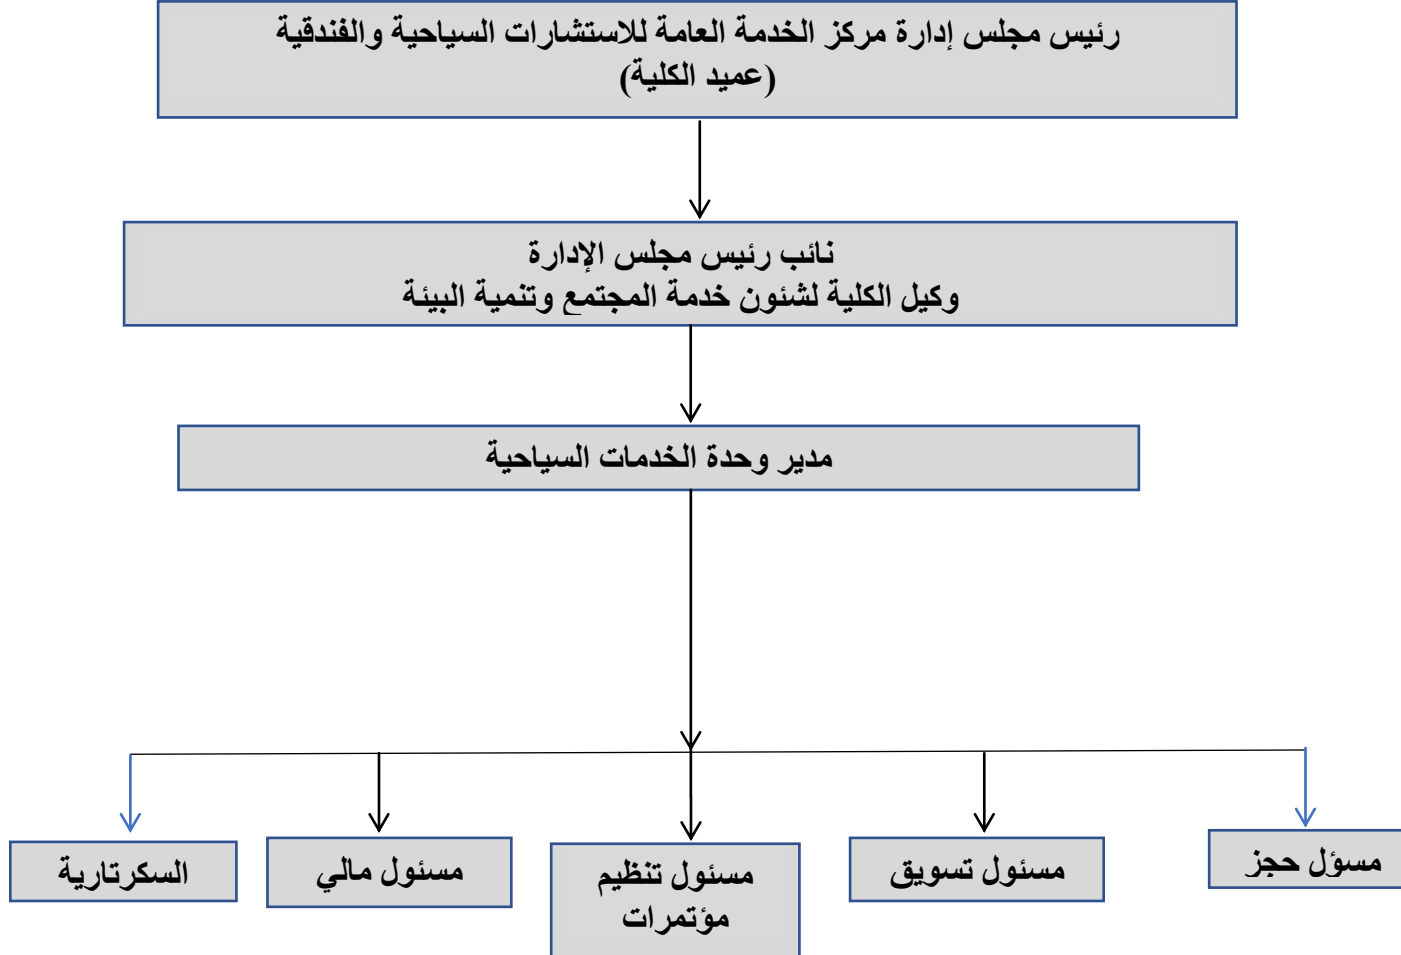 رئيس مجلس إدارة مركز الخدمة العامة للاستشارات السياحية والفندقية
(عميد الكلية)
نائب رئيس مجلس الإدارة
وكيل الكلية لشئون خدمة المجتمع وتنمية البيئة
مدير وحدة الخدمات السياحية
مسؤل حجز
مسئول تسويق
مسئول تنظيم
مؤتمرات
مسئول مالي
السكرتارية